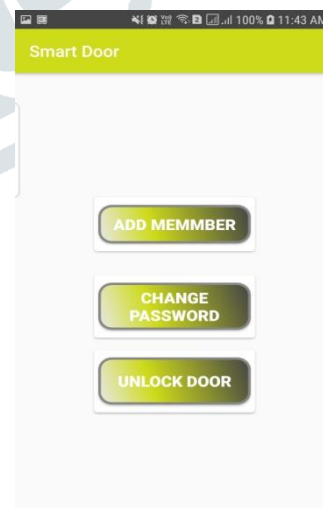 100% 11:43 AM
Smart Door
ADD MEMMBER
CHANGE
PASSWORD
UNLOCK DOOR